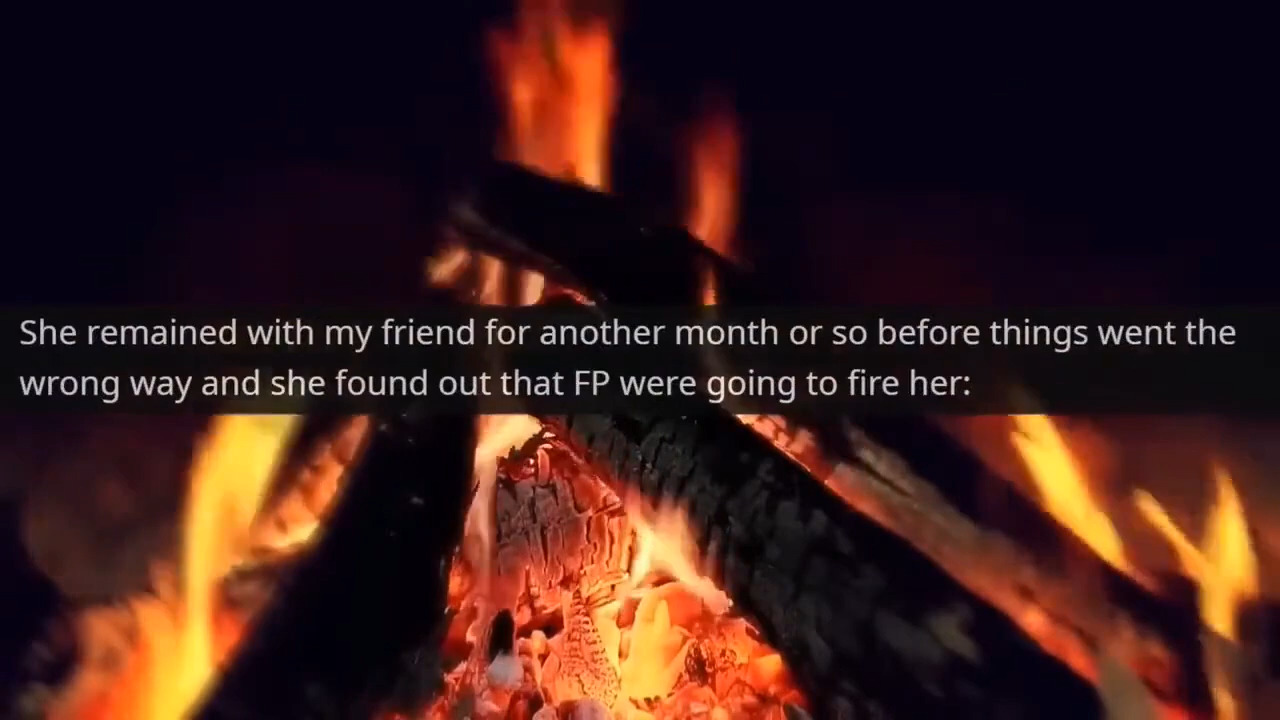 She remained with my friend for another month or so before things went the
wrong way and she found out that FP were going to fire her: